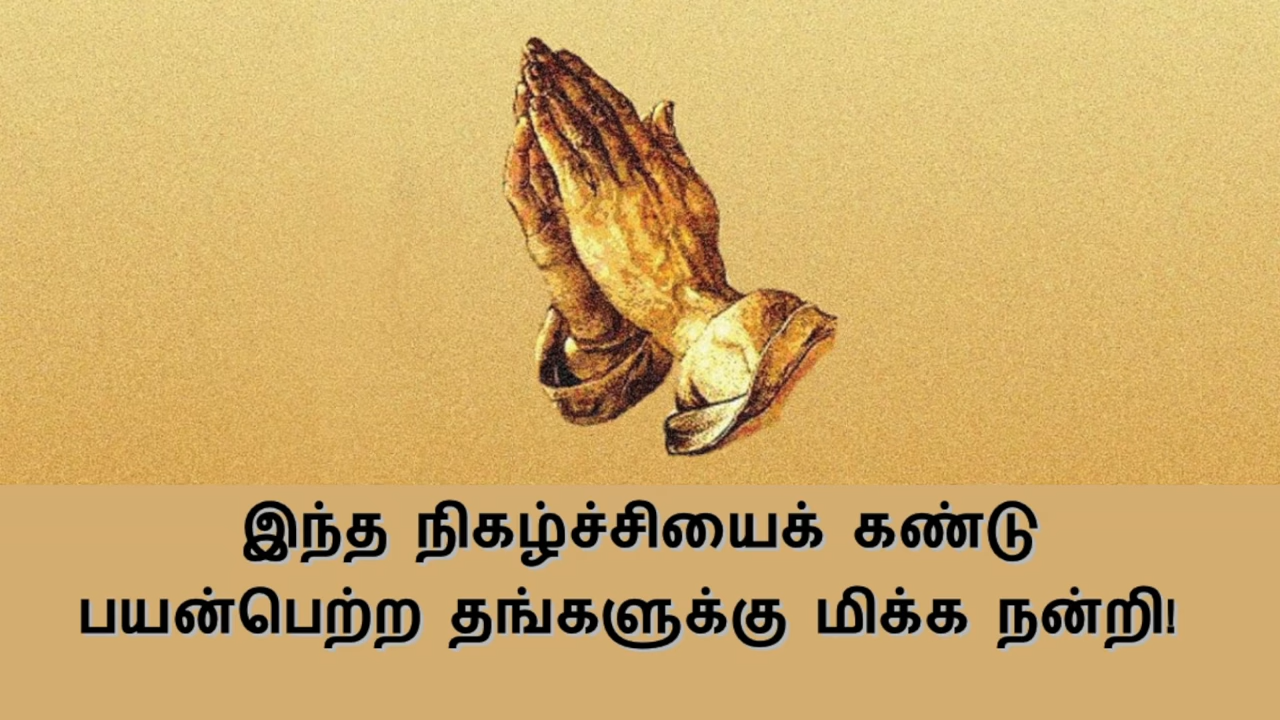 இந்த நிகழ்ச்சியைக் கண்டு
பயன்பெற்ற தங்களுக்கு மிக்க நன்றி!